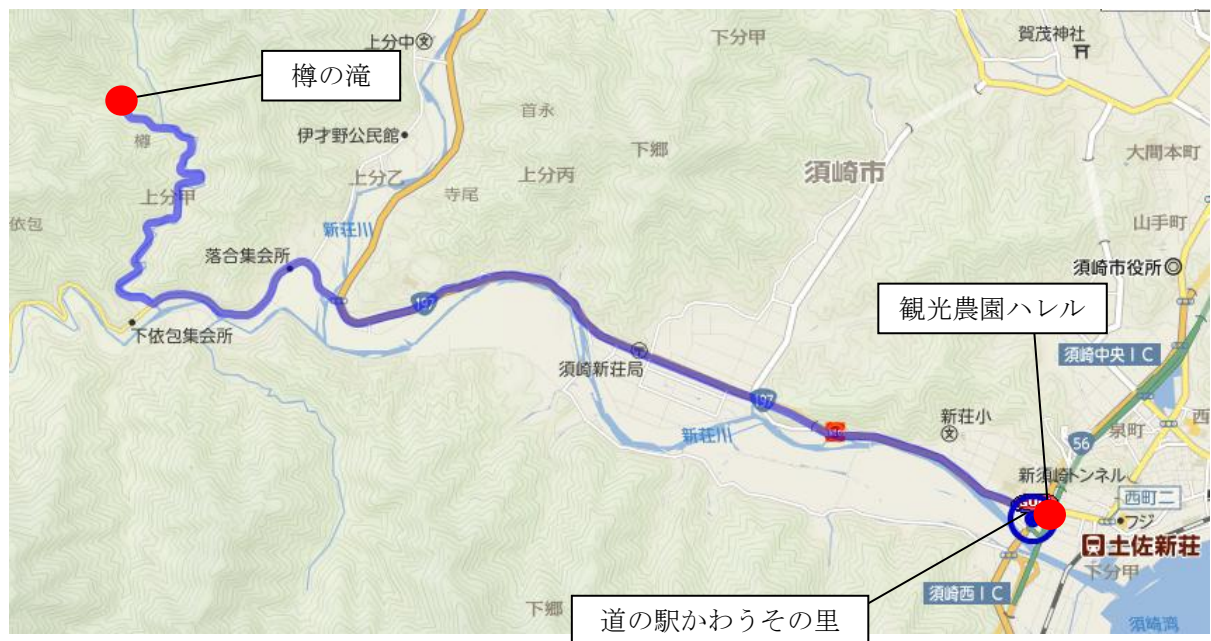 賀茂神社
下分甲
上分中
樽の滝
首永
伊才野公民館
下郷
大間本町
樽
須崎市
上分丙
上分乙
上分甲
寺尾
依包
山手町
新荘川
落合集会所
須崎市役所
観光農園ハレル
197
下依包集会所
須崎中央IC
須崎新荘局
197
新荘小
西
泉町
新荘川
56
新須崎トンネル
西町二
フジ
土佐新荘
下分甲
須崎西IC
下郷
道の駅かわうその里
須崎湾